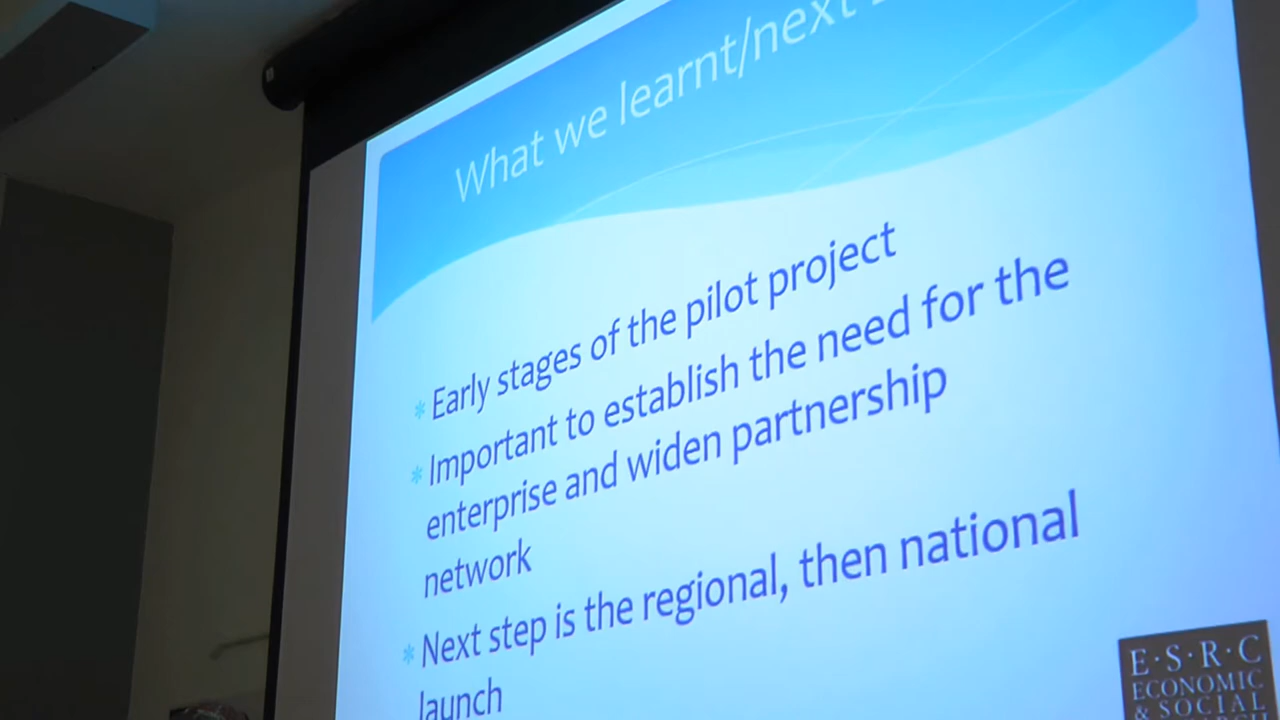 What we learnt/next
* Early stages of the pilot project
* Important to establish the need for the
enterprise and widen partnership
network
* Next step is the regional, then national
launch
E·S·R·C
ECONOMIC
& SOCIAL